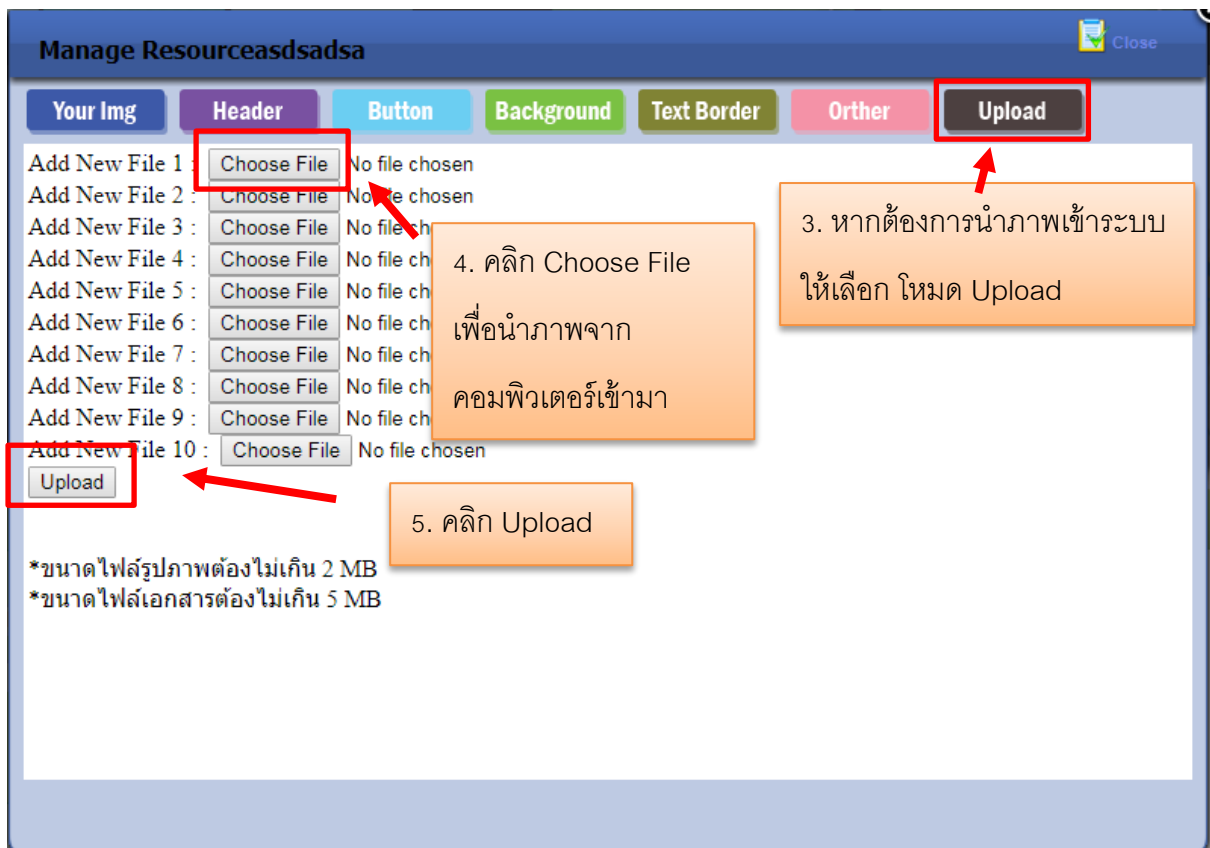 Manage Resourceasdsadsa
Close
Your Img
Header
Button
Background
Text Border
Orther
Upload
Add New File 1 : Choose File No file chosen
Add New File 2 : Choose File No file chosen
Add New File 3 : Choose File No file ch
Add New File 4 : Choose File No file ch
Add New File 5 : Choose File No file ch
Add New File 6 : Choose File No file ch
Add New File 7 : Choose File No file ch
Add New File 8 : Choose File No file ch
Add New File 9 : Choose File No file ch
Add New File 10 : Choose File No file chosen
Upload
3. หากต้องการนำภาพเข้าระบบ
ให้เลือก โหมด Upload
4. คลิก Choose File
เพื่อนำภาพจาก
คอมพิวเตอร์เข้ามา
5. คลิก Upload
*ขนาดไฟล์รูปภาพต้องไม่เกิน 2 MB
*ขนาดไฟล์เอกสารต้องไม่เกิน 5 MB